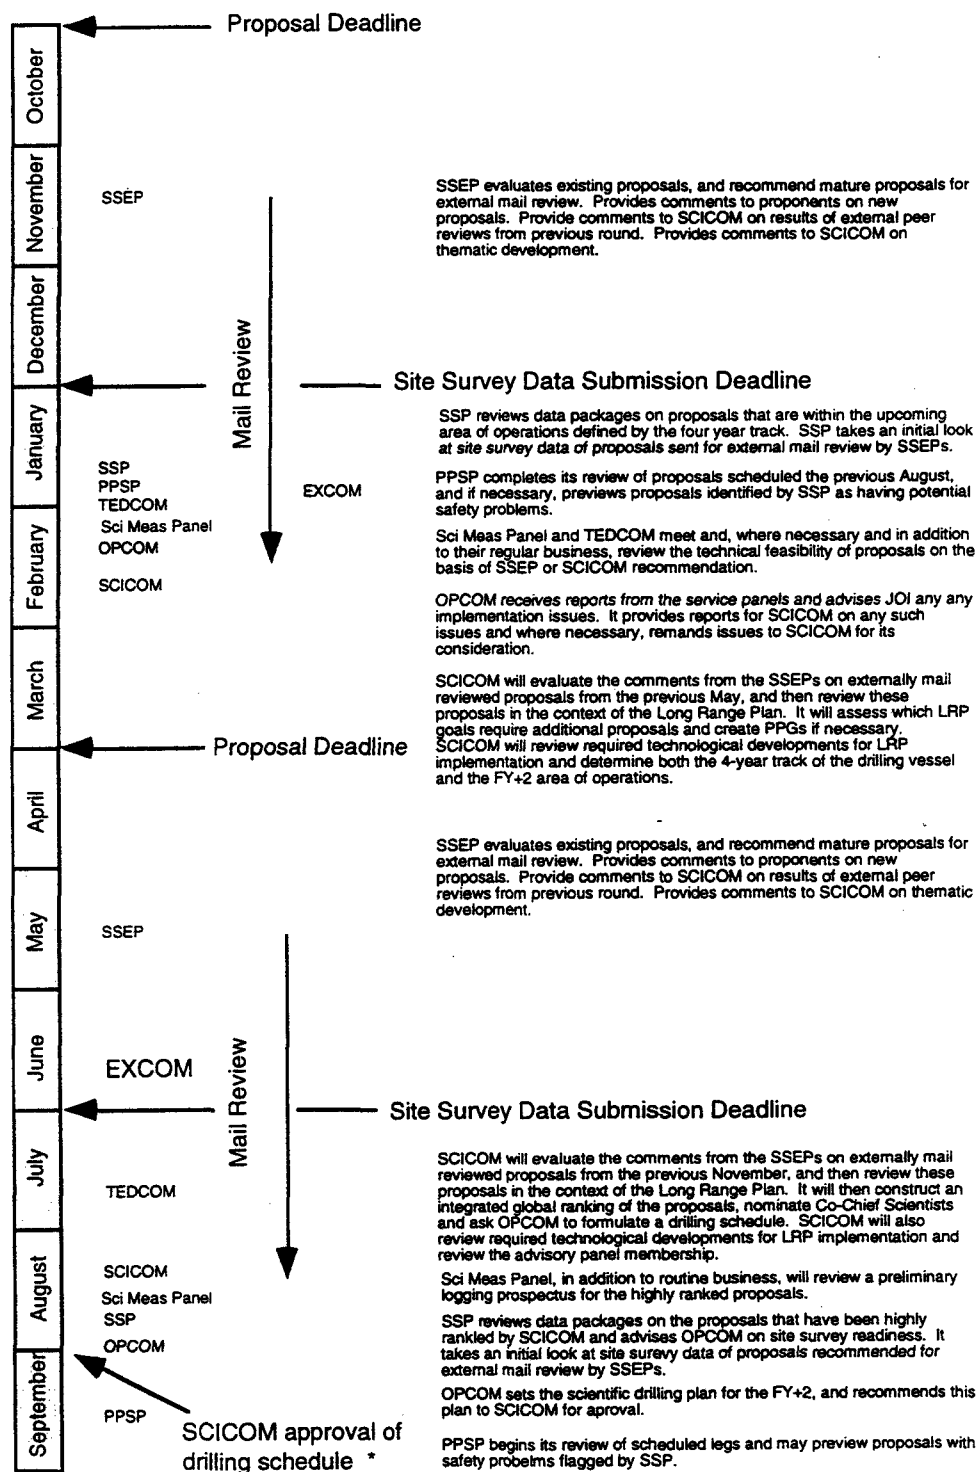 Proposal Deadline
October
November
SSEP
SSEP evaluates existing proposals, and recommend mature proposals for
external mail review. Provides comments to proponents on new
proposals. Provide comments to SCICOM on results of external peer
reviews from previous round. Provides comments to SCICOM on
thematic development.
December
Mail Review
Site Survey Data Submission Deadline
January
SSP reviews data packages on proposals that are within the upcoming
area of operations defined by the four year track. SSP takes an initial look
at site survey data of proposals sent for external mail review by SSEPs.
SSP
PPSP
TEDCOM
EXCOM
PPSP completes its review of proposals scheduled the previous August,
and if necessary, previews proposals identified by SSP as having potential
safety problems.
February
Sci Meas Panel
OPCOM
SCICOM
Sci Meas Panel and TEDCOM meet and, where necessary and in addition
to their regular business, review the technical feasibility of proposals on the
basis of SSEP or SCICOM recommendation.
OPCOM receives reports from the service panels and advises JOI any any
implementation issues. It provides reports for SCICOM on any such
issues and where necessary, remands issues to SCICOM for its
consideration.
March
SCICOM will evaluate the comments from the SSEPs on externally mail
reviewed proposals from the previous May, and then review these
proposals in the context of the Long Range Plan. It will assess which LRP
goals require additional proposals and create PPGs if necessary.
SCICOM will review required technological developments for LRP
implementation and determine both the 4-year track of the drilling vessel
and the FY+2 area of operations.
Proposal Deadline
April
SSEP evaluates existing proposals, and recommend mature proposals for
external mail review. Provides comments to proponents on new
proposals. Provide comments to SCICOM on results of external peer
reviews from previous round. Provides comments to SCICOM on thematic
development.
May
SSEP
June
EXCOM
Mail Review
Site Survey Data Submission Deadline
July
TEDCOM
SCICOM will evaluate the comments from the SSEPs on externally mail
reviewed proposals from the previous November, and then review these
proposals in the context of the Long Range Plan. It will then construct an
integrated global ranking of the proposals, nominate Co-Chief Scientists
and ask OPCOM to formulate a drilling schedule. SCICOM will also
review required technological developments for LRP implementation and
review the advisory panel membership.
August
SCICOM
Sci Meas Panel
SSP
OPCOM
Sci Meas Panel, in addition to routine business, will review a preliminary
logging prospectus for the highly ranked proposals.
SSP reviews data packages on the proposals that have been highly
rankled by SCICOM and advises OPCOM on site survey readiness. It
takes an initial look at site surevy data of proposals recommended for
external mail review by SSEPs.
September
PPSP
OPCOM sets the scientific drilling plan for the FY+2, and recommends this
plan to SCICOM for aproval.
SCICOM approval of
drilling schedule *
PPSP begins its review of scheduled legs and may preview proposals with
safety probelms flagged by SSP.